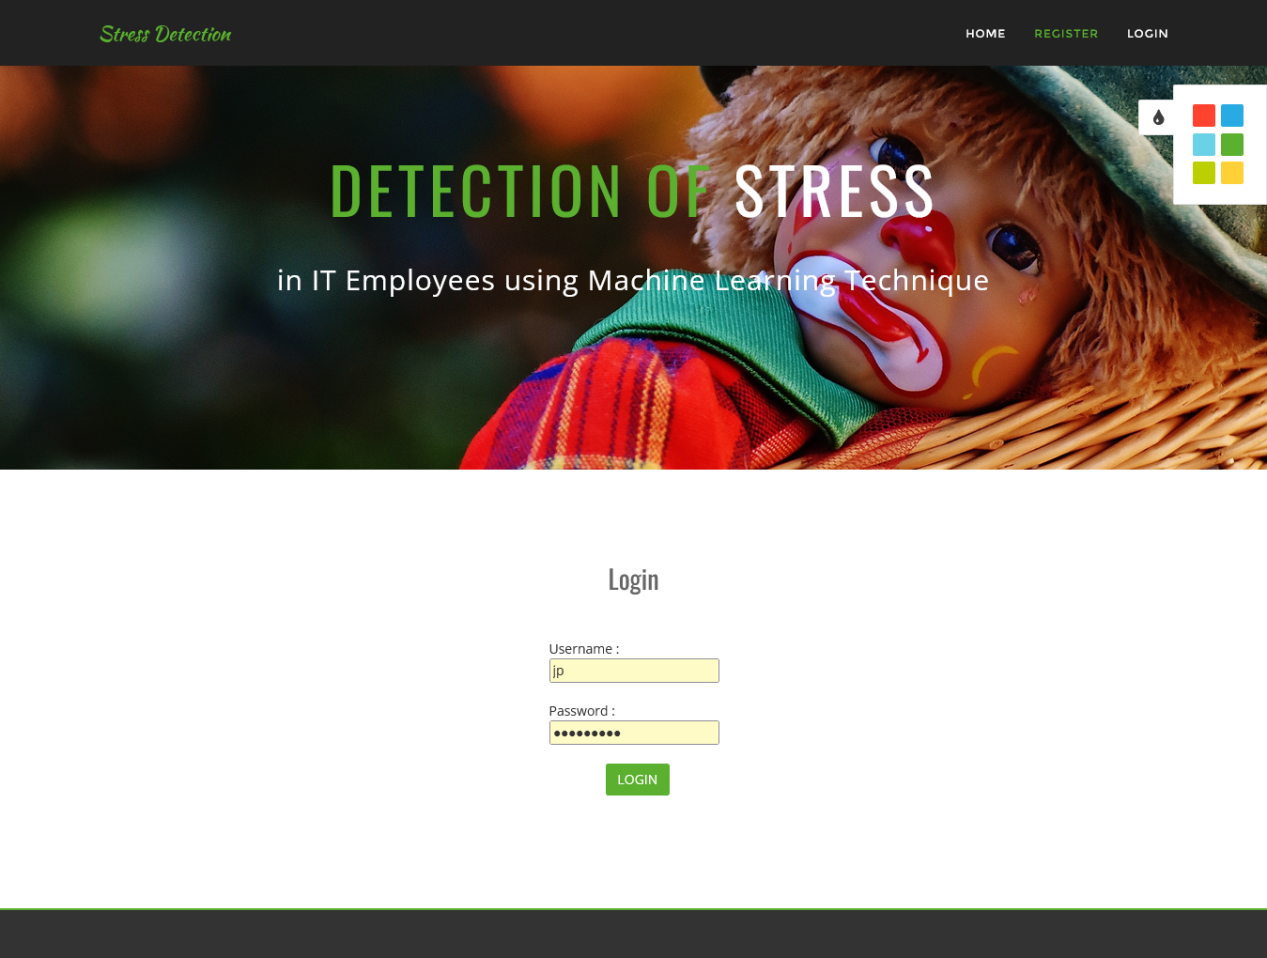 Stress Detection
HOME REGISTER LOGIN
DETECTION OF STRESS
in IT Employees using Machine Learning Technique
Login
Username :
jp
Password :
•••••••••
LOGIN